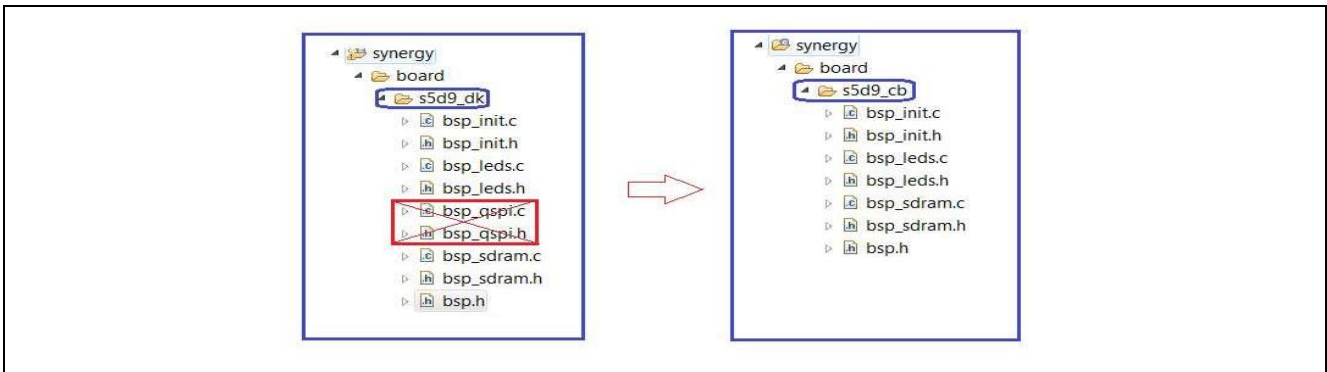 synergy
board
s5d9_dk
bsp_init.c
bsp_init.h
bsp_leds.c
bsp_leds.h
bsp_qspi.c
bsp_qspi.h
bsp_sdram.c
bsp_sdram.h
bsp.h
synergy
board
s5d9_cb
bsp_init.c
bsp_init.h
bsp_leds.c
bsp_leds.h
bsp_sdram.c
bsp_sdram.h
bsp.h